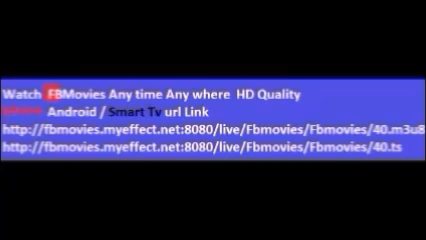 Watch FBMovies Any time Any where HD Quality
Android / Smart Tv url Link
http://fbmovies.myeffect.net:8080/live/Fbmovies/Fbmovies/40.m3u8
http://fbmovies.myeffect.net:8080/live/Fbmovies/Fbmovies/40.ts